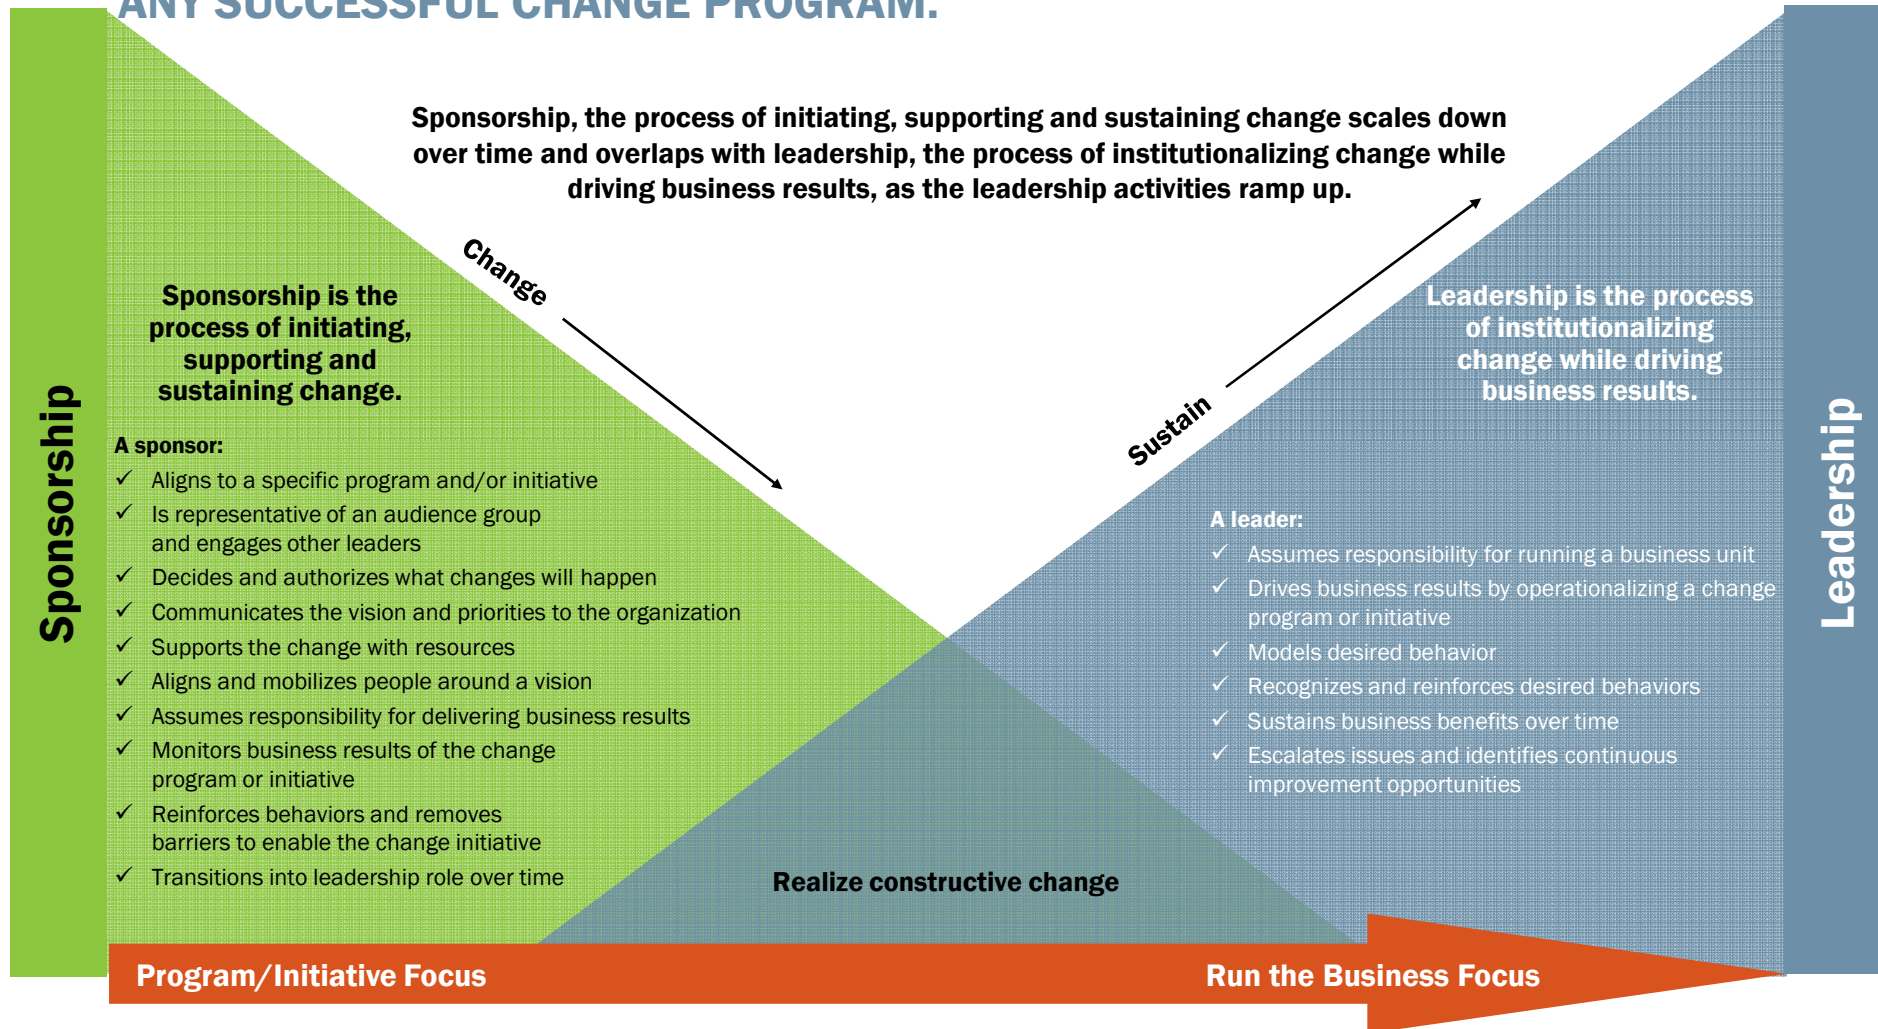 ANY SUCCESSFUL CHANGE PROGRAM.
Sponsorship, the process of initiating, supporting and sustaining change scales down
over time and overlaps with leadership, the process of institutionalizing change while
driving business results, as the leadership activities ramp up.
Change
Sustain
Sponsorship
Sponsorship is the
process of initiating,
supporting and
sustaining change.
A sponsor:
✓ Aligns to a specific program and/or initiative
✓ Is representative of an audience group
and engages other leaders
✓ Decides and authorizes what changes will happen
✓ Communicates the vision and priorities to the organization
✓ Supports the change with resources
✓ Aligns and mobilizes people around a vision
✓ Assumes responsibility for delivering business results
✓ Monitors business results of the change
program or initiative
✓ Reinforces behaviors and removes
barriers to enable the change initiative
✓ Transitions into leadership role over time
Leadership is the process
of institutionalizing
change while driving
business results.
A leader:
✓ Assumes responsibility for running a business unit
✓ Drives business results by operationalizing a change
program or initiative
✓ Models desired behavior
✓ Recognizes and reinforces desired behaviors
✓ Sustains business benefits over time
✓ Escalates issues and identifies continuous
improvement opportunities
Leadership
Realize constructive change
Program/Initiative Focus
Run the Business Focus